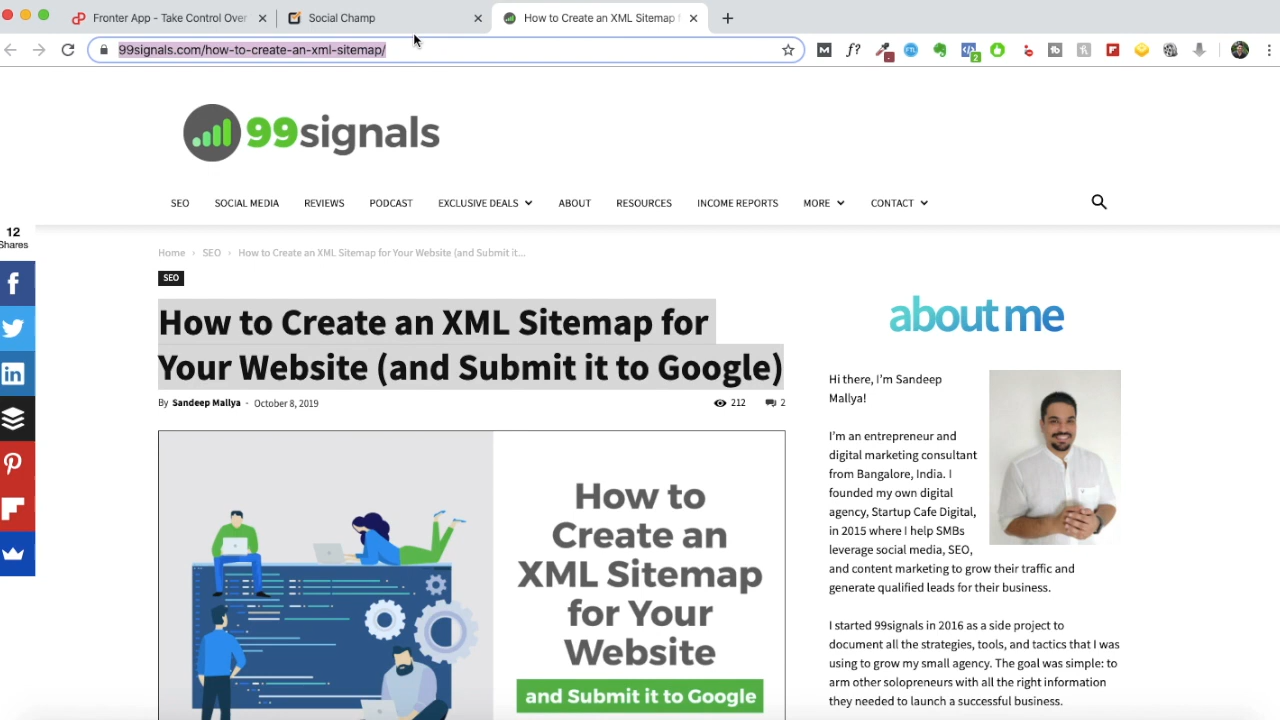 Fronter App - Take Control Over
Social Champ
How to Create an XML Sitemap f
99signals.com/how-to-create-an-xml-sitemap/
M
f?
FTL
2
99signals
SEO
SOCIAL MEDIA
REVIEWS
PODCAST
EXCLUSIVE DEALS
ABOUT
RESOURCES
INCOME REPORTS
MORE
CONTACT
12
Shares
Home › SEO › How to Create an XML Sitemap for Your Website (and Submit it...
SEO
How to Create an XML Sitemap for
Your Website (and Submit it to Google)
By Sandeep Mallya - October 8, 2019
212
2
How to
Create an
XML Sitemap
for Your
Website
and Submit it to Google
about me
Hi there, I'm Sandeep
Mallya!
I'm an entrepreneur and
digital marketing consultant
from Bangalore, India. I
founded my own digital
agency, Startup Cafe Digital,
in 2015 where I help SMBs
leverage social media, SEO,
and content marketing to grow their traffic and
generate qualified leads for their business.
I started 99signals in 2016 as a side project to
document all the strategies, tools, and tactics that I was
using to grow my small agency. The goal was simple: to
arm other solopreneurs with all the right information
they needed to launch a successful business.